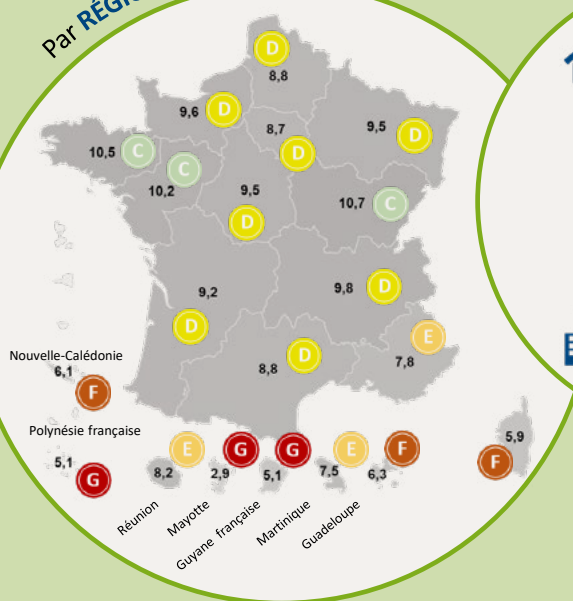 Par RÉGI
D
8,8
9,6 D
8,7 D
9,5 D
10,5 C
C
10,2
9,5
D
10,7 C
9,2
D
9,8 D
E
7,8
8,8 D
Nouvelle-Calédonie
6,1
F
Polynésie française
5,1
G
E
8,2
Réunion
G
2,9
Mayotte
G
5,1
Guyane française
E
7,5
Martinique
F
6,3
Guadeloupe
5,9
F